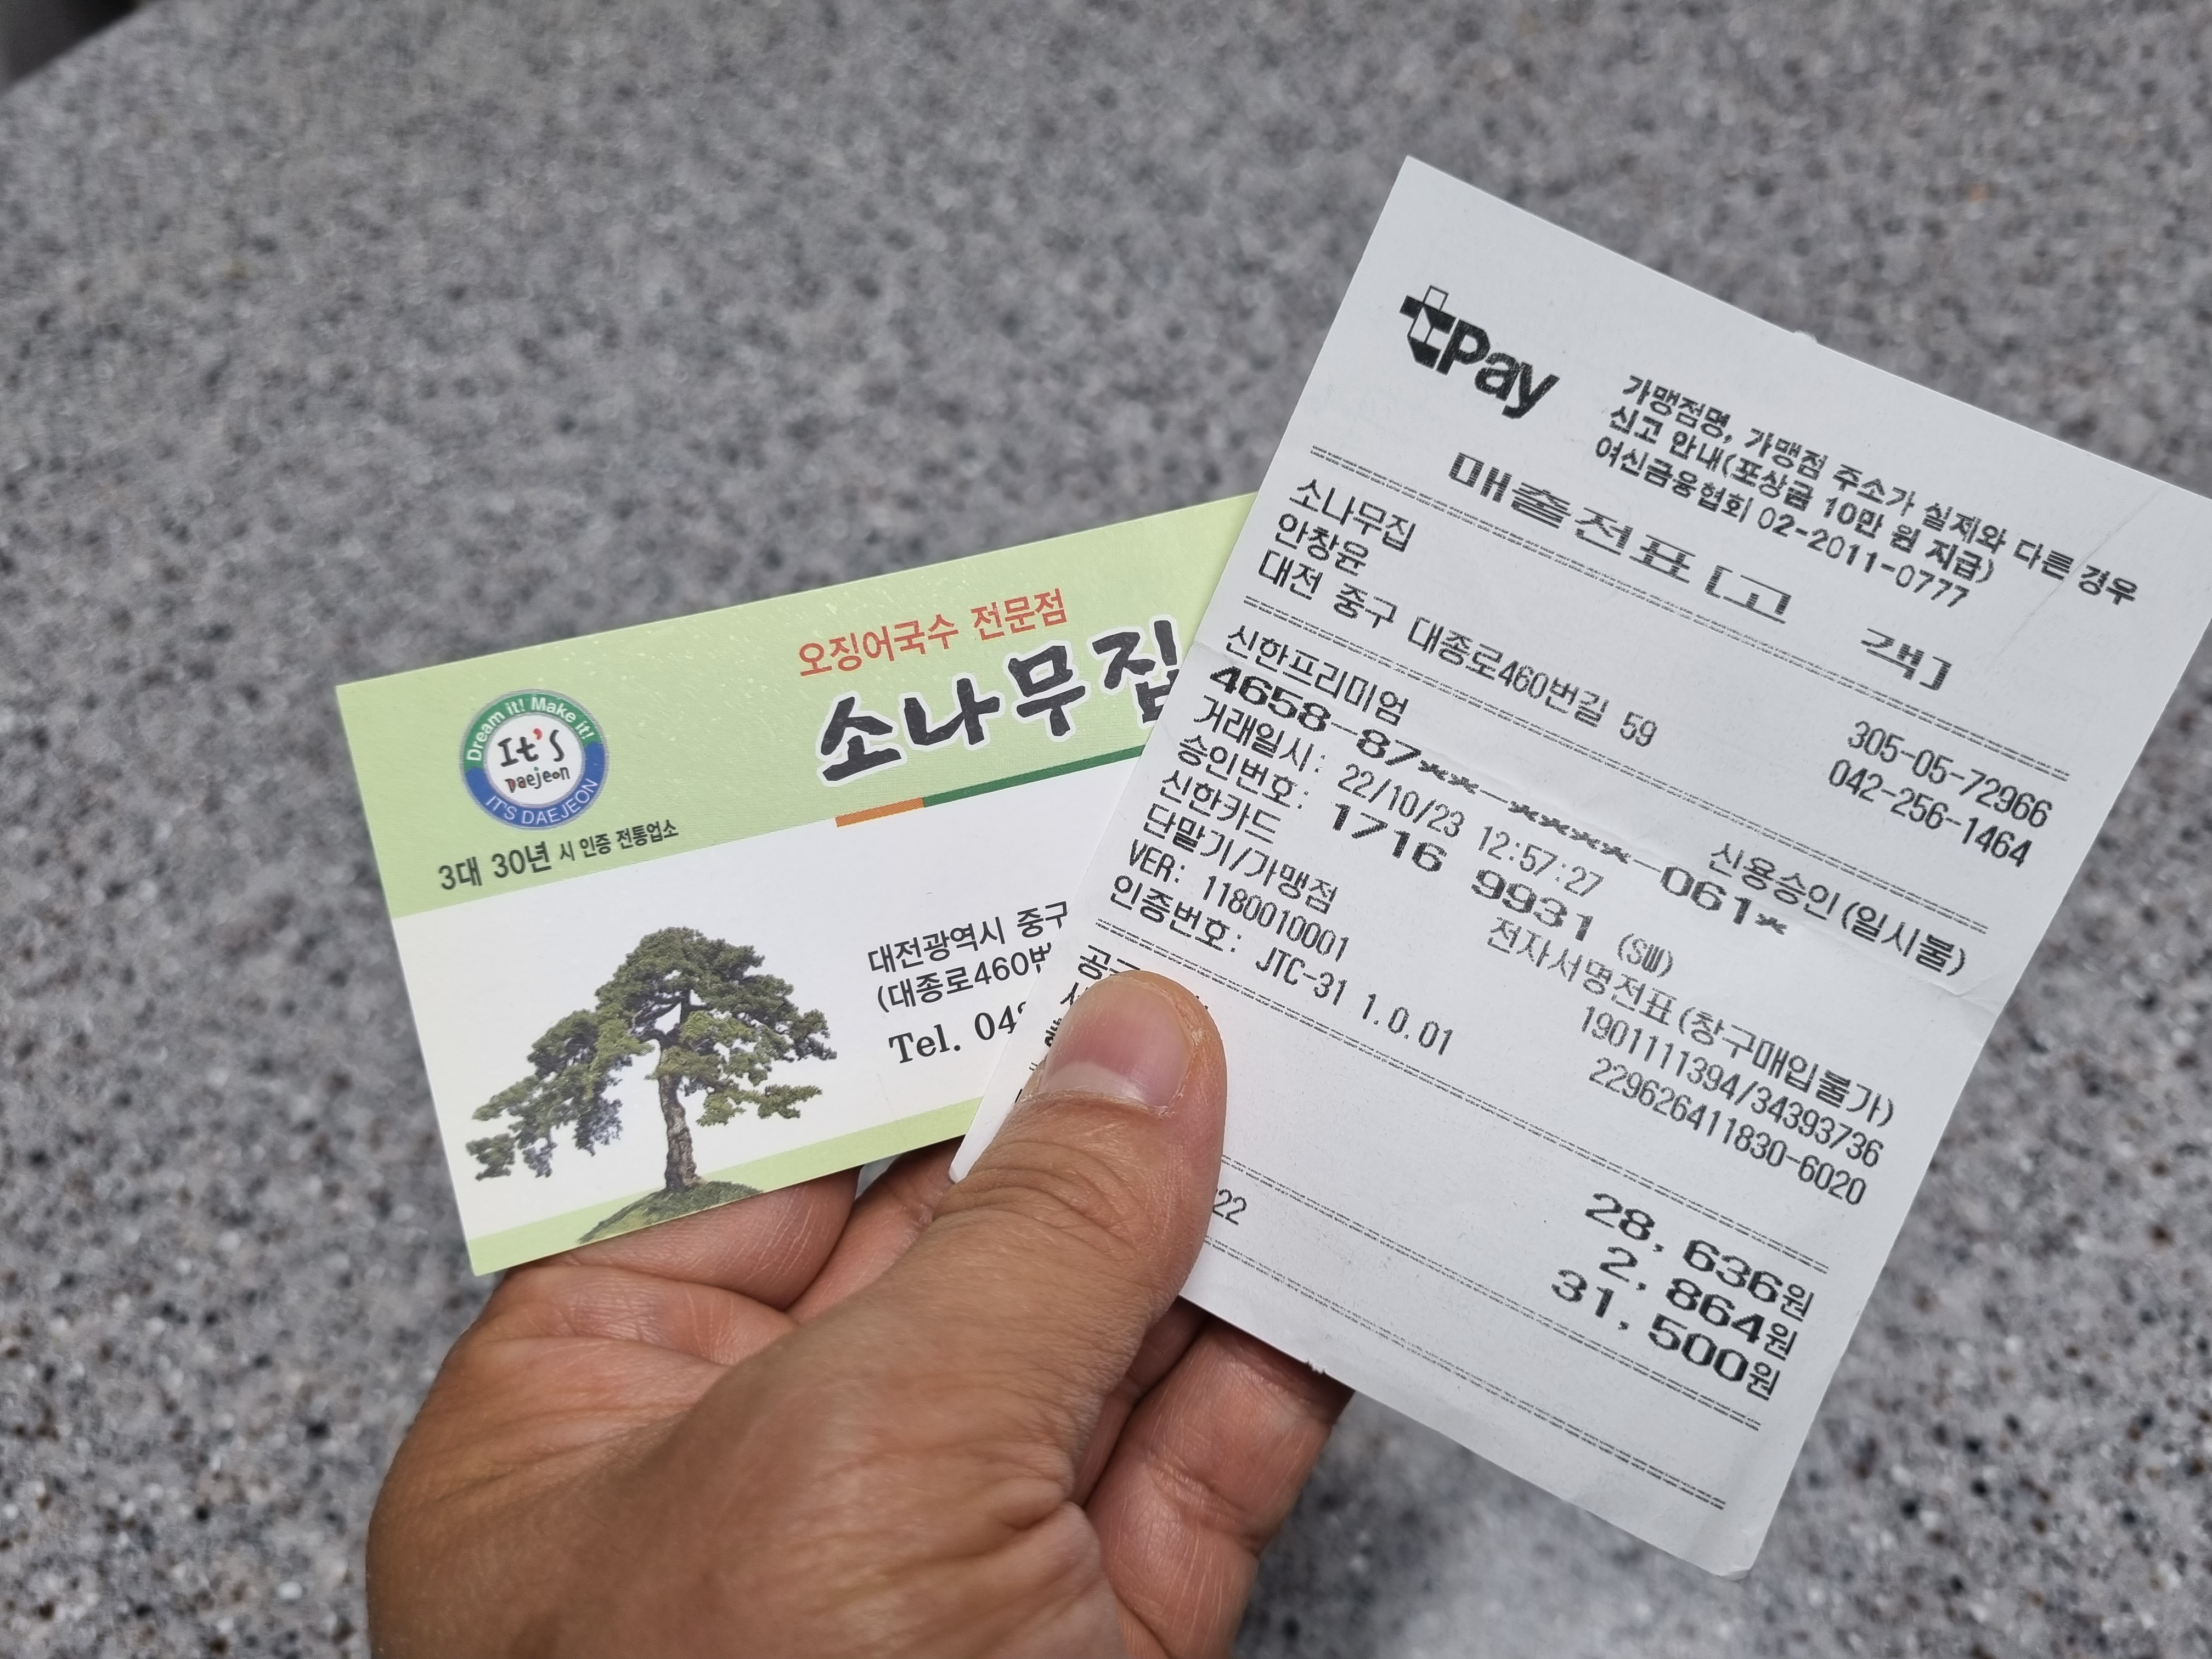 Dream it! Make it!
It's
Daejeon
IT'S DAEJEON
3대 30년 시 인증 전통업소
오징어국수 전문점
소나무집
대전광역시 중구
(대종로460번
Tel. 04
tPay
가맹점명, 가맹점 주소가 실제와 다른 경우
신고 안내(포상금 10만 원 지급)
여신금융협회 02-2011-0777
매출전표 [고 객]
소나무집 305-05-72966
안창윤 042-256-1464
대전 중구 대종로460번길 59
신한프리미엄 신용승인(일시불)
4658-87**-****-061*
거래일시: 22/10/23 12:57:27 (SW)
승인번호: 1716 9931
신한카드 전자서명전표(창구매입불가)
단말기/가맹점 1901111394/34393736
VER: 1180010001 229626411830-6020
인증번호: JTC-31 1.0.01
28,636원
2,864원
31,500원
22